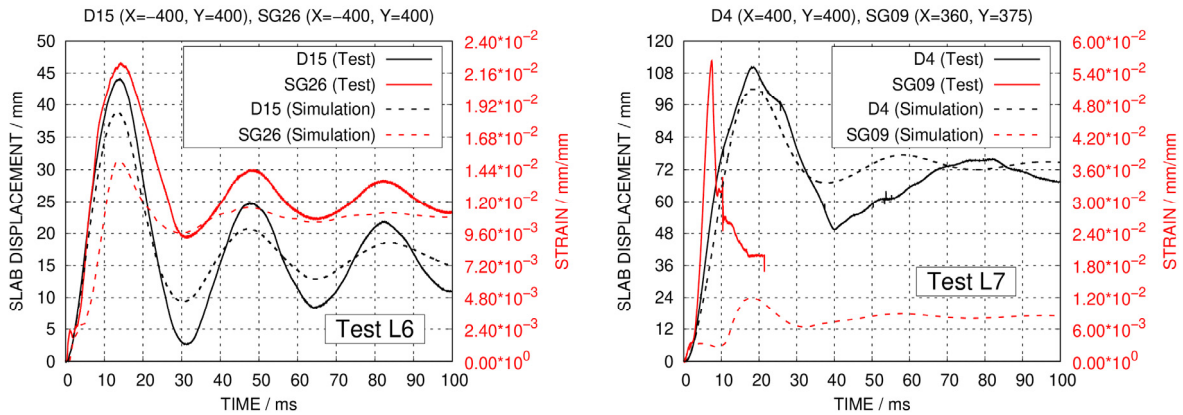 D15 (X=−400, Y=400), SG26 (X=−400, Y=400)
SLAB DISPLACEMENT / mm
50
45
40
35
30
25
20
15
10
5
0
D15 (Test)
SG26 (Test)
D15 (Simulation)
SG26 (Simulation)
Test L6
2.40*10⁻²
2.16*10⁻²
1.92*10⁻²
1.68*10⁻²
1.44*10⁻²
1.20*10⁻²
9.60*10⁻³
7.20*10⁻³
4.80*10⁻³
2.40*10⁻³
0.00*10⁰
STRAIN / mm/mm
0 10 20 30 40 50 60 70 80 90 100
TIME / ms
D4 (X=400, Y=400), SG09 (X=360, Y=375)
SLAB DISPLACEMENT / mm
120
108
96
84
72
60
48
36
24
12
0
D4 (Test)
SG09 (Test)
D4 (Simulation)
SG09 (Simulation)
Test L7
6.00*10⁻²
5.40*10⁻²
4.80*10⁻²
4.20*10⁻²
3.60*10⁻²
3.00*10⁻²
2.40*10⁻²
1.80*10⁻²
1.20*10⁻²
6.00*10⁻³
0.00*10⁰
STRAIN / mm/mm
0 10 20 30 40 50 60 70 80 90 100
TIME / ms